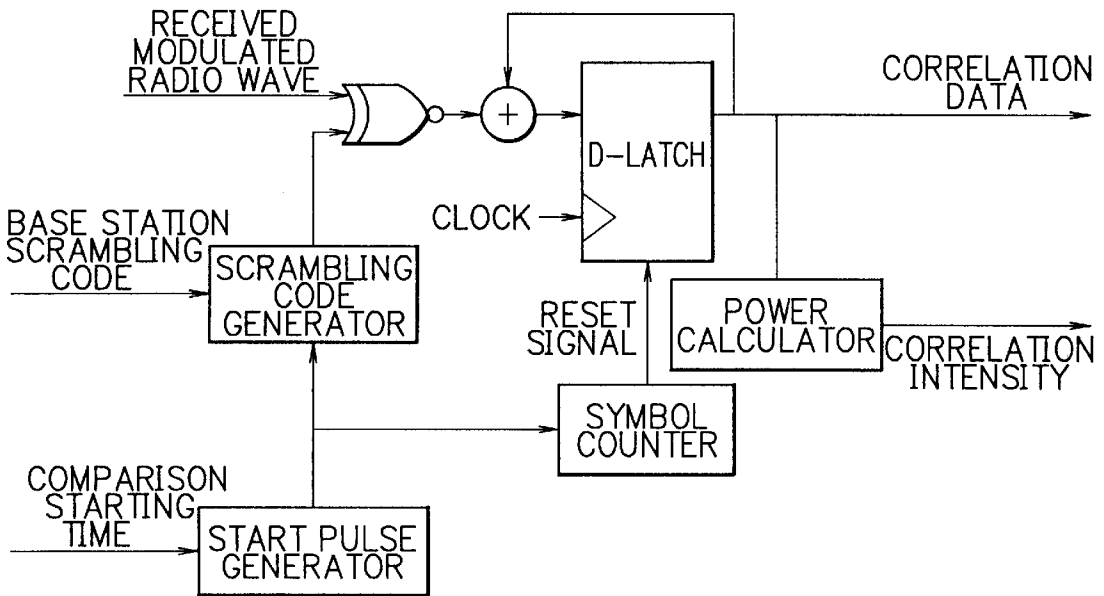 RECEIVED
MODULATED
RADIO WAVE
+
CORRELATION
DATA
D-LATCH
CLOCK
BASE STATION
SCRAMBLING
CODE
SCRAMBLING
CODE
GENERATOR
RESET
SIGNAL
POWER
CALCULATOR
CORRELATION
INTENSITY
SYMBOL
COUNTER
COMPARISON
STARTING
TIME
START PULSE
GENERATOR